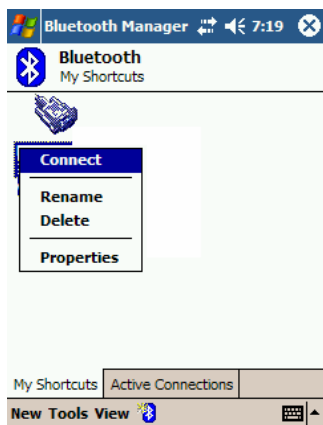 Bluetooth Manager 7:19
Bluetooth
My Shortcuts
Connect
Rename
Delete
Properties
My Shortcuts Active Connections
New Tools View